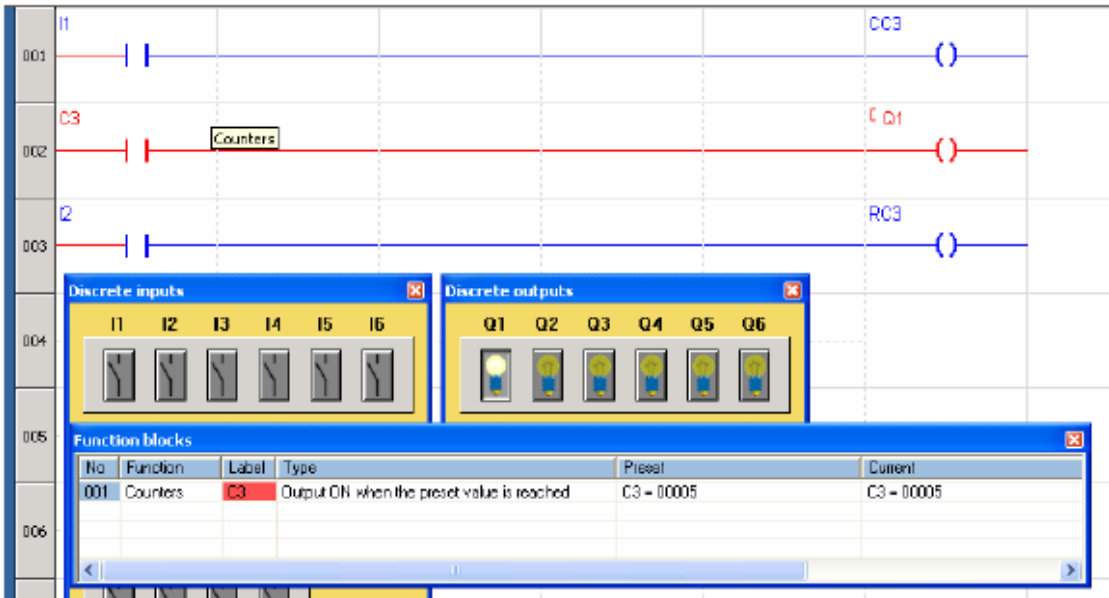 I1 CC3
001
C3 [ Q1
Counters
002
I2 RC3
003
Discrete inputs Discrete outputs
I1 I2 I3 I4 I5 I6 Q1 Q2 Q3 Q4 Q5 Q6
004
005
Function blocks
No Function Label Type Preset Current
001 Counters C3 Output ON when the preset value is reached C3 = 00005 C3 = 00005
006